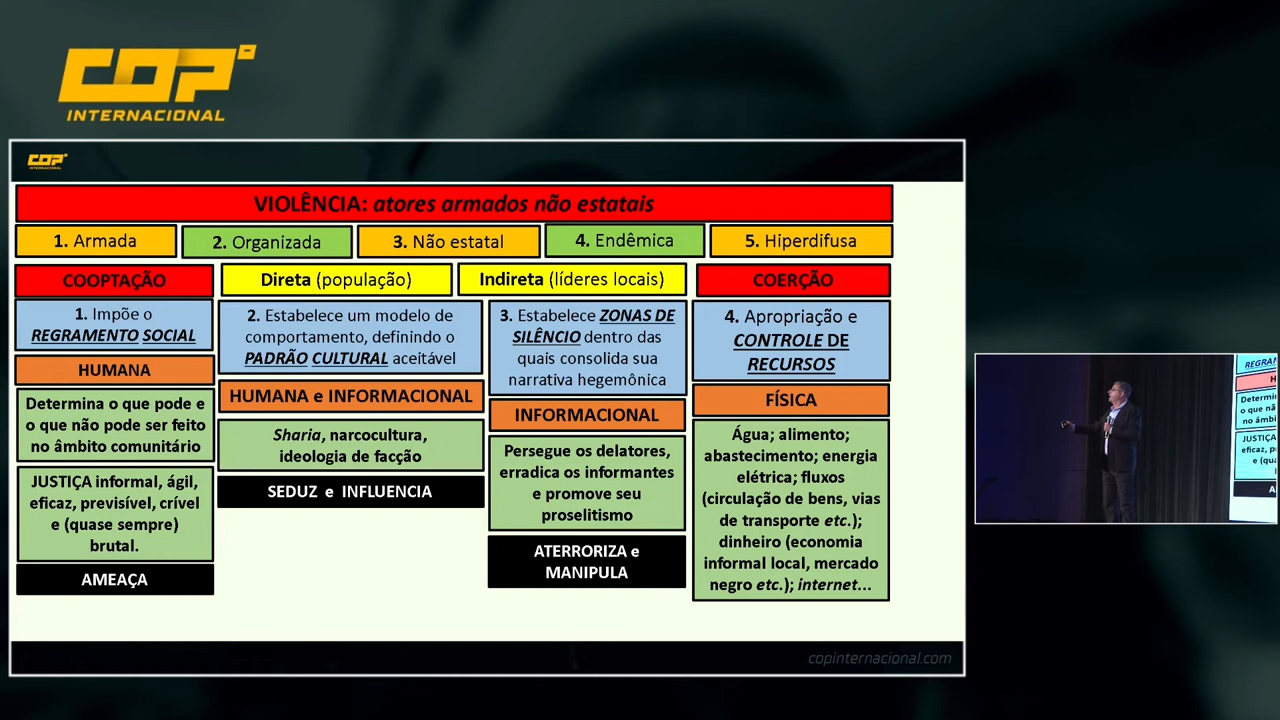 COP
INTERNACIONAL
COP
INTERNACIONAL
VIOLÊNCIA: atores armados não estatais
1. Armada
2. Organizada
3. Não estatal
4. Endêmica
5. Hiperdifusa
COOPTAÇÃO
Direta (população)
Indireta (líderes locais)
COERÇÃO
1. Impõe o
REGRAMENTO SOCIAL
HUMANA
Determina o que pode e
o que não pode ser feito
no âmbito comunitário
JUSTIÇA informal, ágil,
eficaz, previsível, crível
e (quase sempre)
brutal.
AMEAÇA
2. Estabelece um modelo de
comportamento, definindo o
PADRÃO CULTURAL aceitável
HUMANA e INFORMACIONAL
Sharia, narcocultura,
ideologia de facção
SEDUZ e INFLUENCIA
3. Estabelece ZONAS DE
SILÊNCIO dentro das
quais consolida sua
narrativa hegemônica
INFORMACIONAL
Persegue os delatores,
erradica os informantes
e promove seu
proselitismo
ATERRORIZA e
MANIPULA
4. Apropriação e
CONTROLE DE
RECURSOS
FÍSICA
Água; alimento;
abastecimento; energia
elétrica; fluxos
(circulação de bens, vias
de transporte etc.);
dinheiro (economia
informal local, mercado
negro etc.); internet...
copinternacional.com